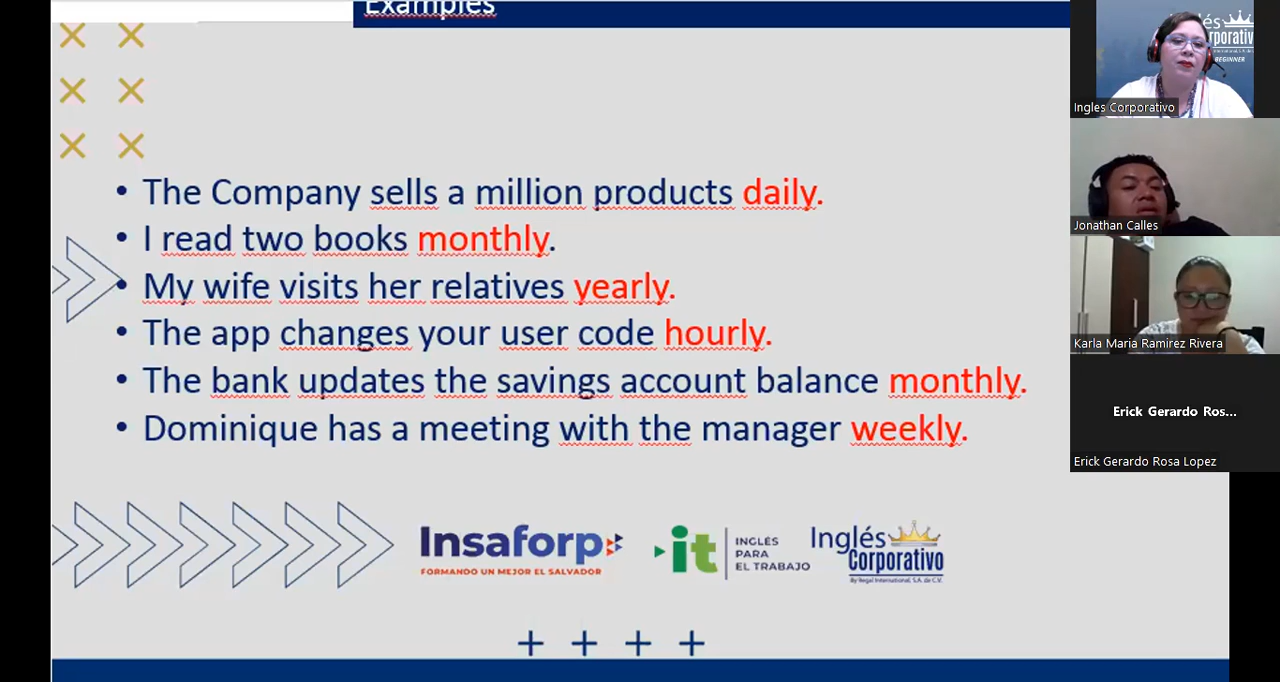 Examples
• The Company sells a million products daily.
• I read two books monthly.
• My wife visits her relatives yearly.
• The app changes your user code hourly.
• The bank updates the savings account balance monthly.
• Dominique has a meeting with the manager weekly.
Insaforp
FORMANDO UN MEJOR EL SALVADOR
it
INGLÉS
PARA
EL TRABAJO
Inglés
Corporativo
By Regal International, S.A. de C.V.
BEGINNER
Ingles Corporativo
Jonathan Calles
Karla Maria Ramirez Rivera
Erick Gerardo Ros...
Erick Gerardo Rosa Lopez